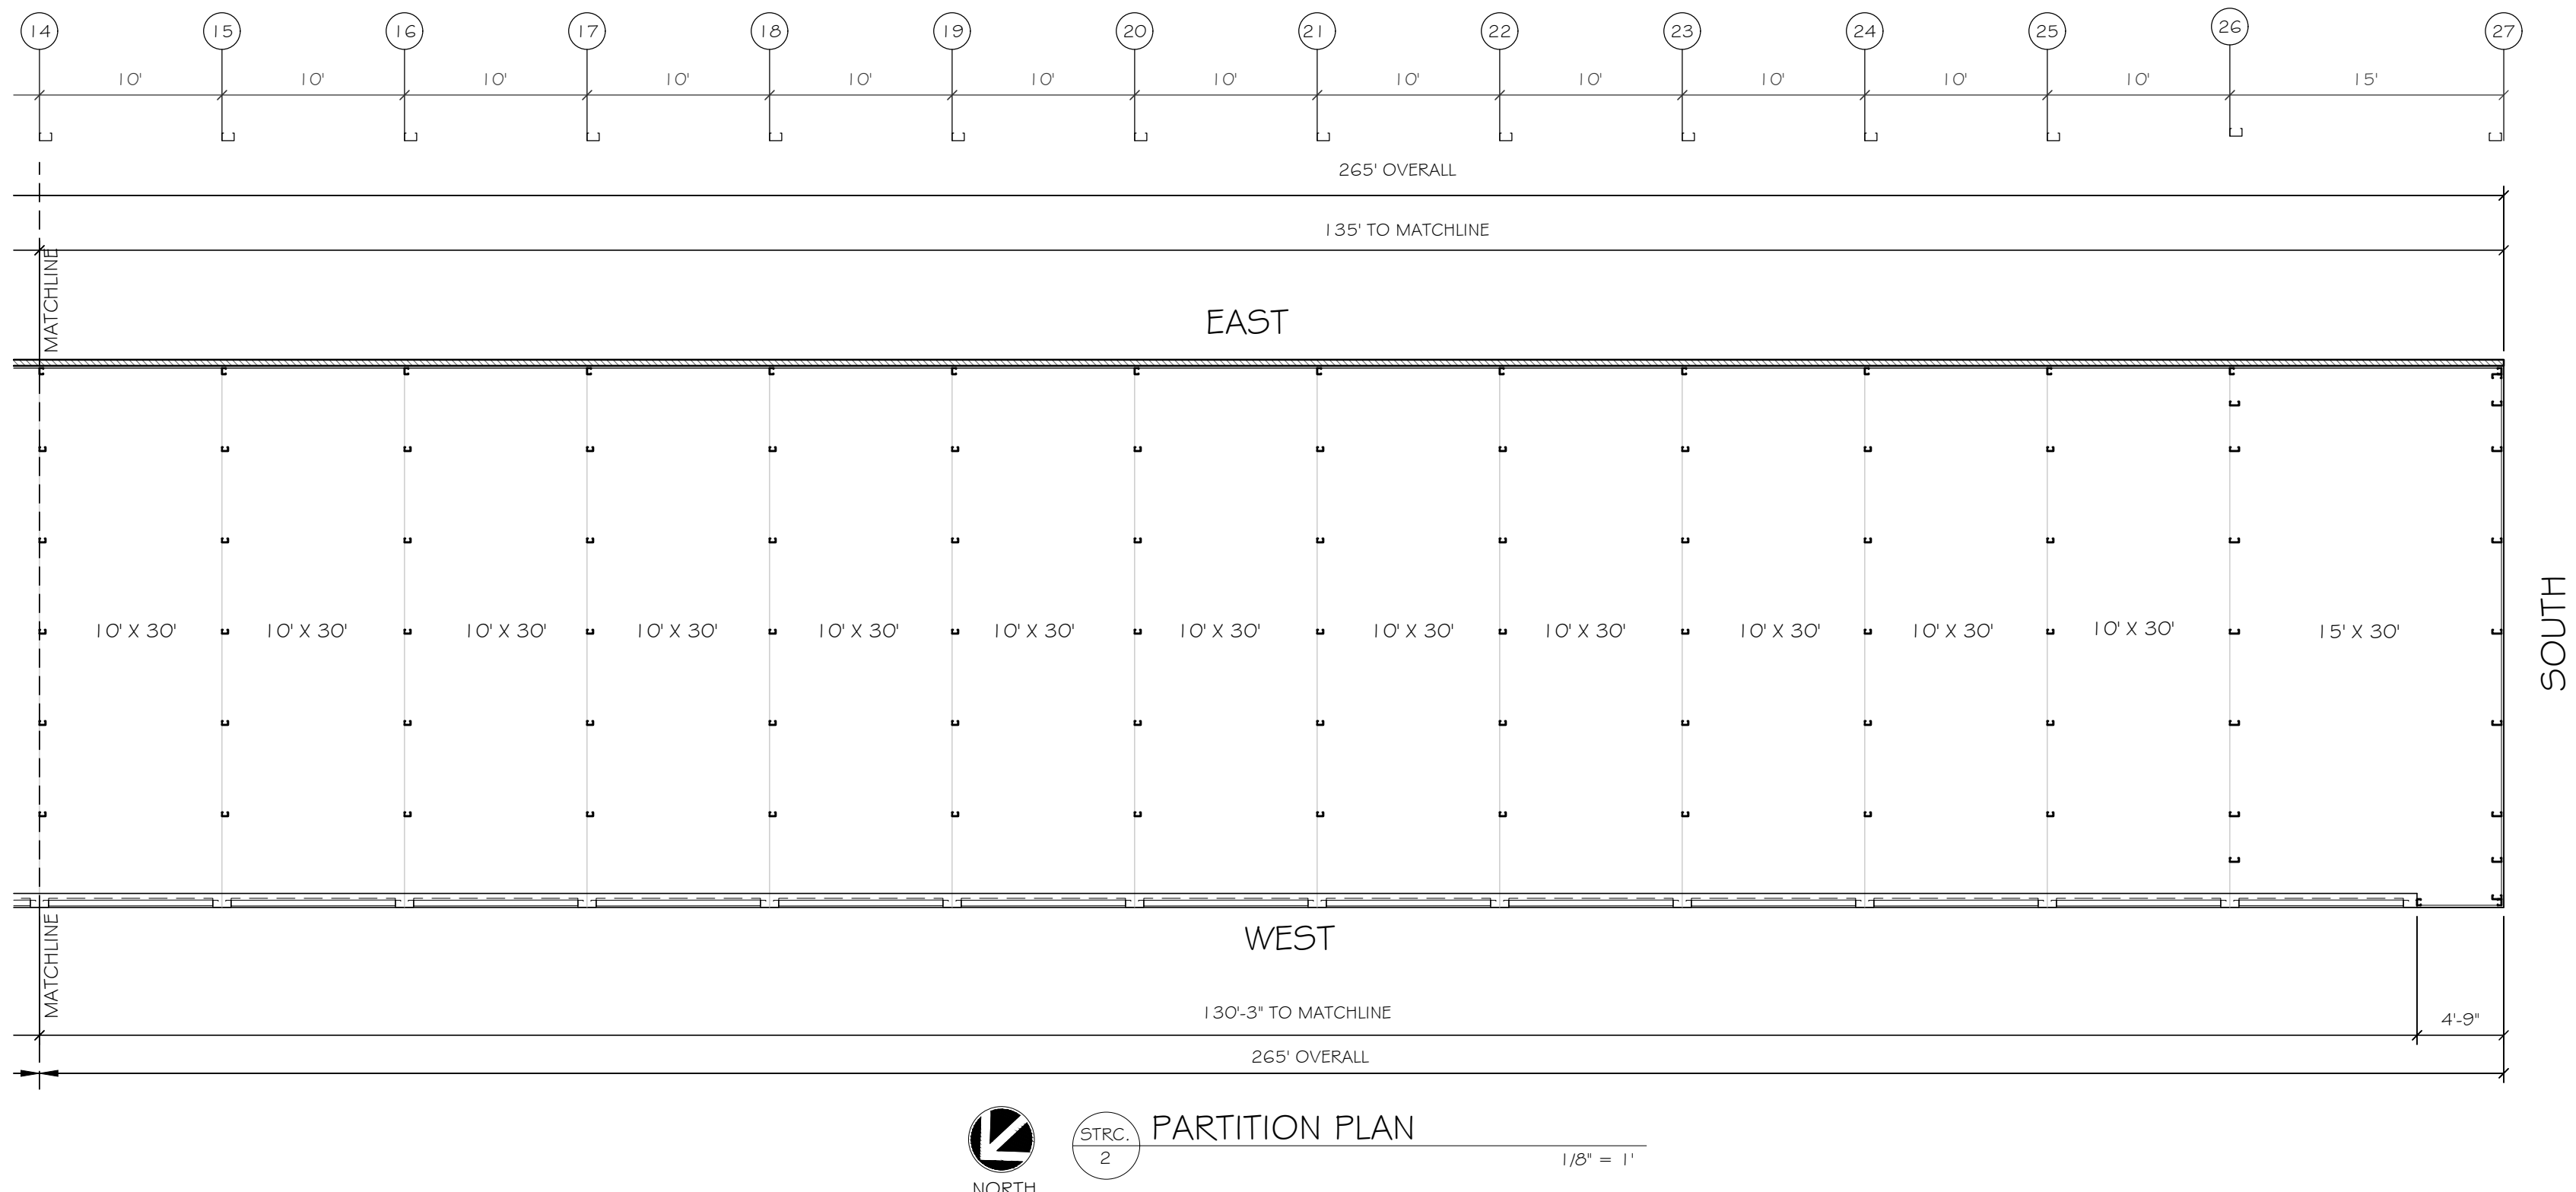 14 15 16 17 18 19 20 21 22 23 24 25 26 27
10' 10' 10' 10' 10' 10' 10' 10' 10' 10' 10' 10' 15'
265' OVERALL
135' TO MATCHLINE
MATCHLINE
EAST
10' X 30' 10' X 30' 10' X 30' 10' X 30' 10' X 30' 10' X 30' 10' X 30' 10' X 30' 10' X 30' 10' X 30' 10' X 30' 10' X 30' 15' X 30'
SOUTH
WEST
MATCHLINE
130'-3" TO MATCHLINE
4'-9"
265' OVERALL
STRC.
2
PARTITION PLAN
1/8" = 1'
NORTH